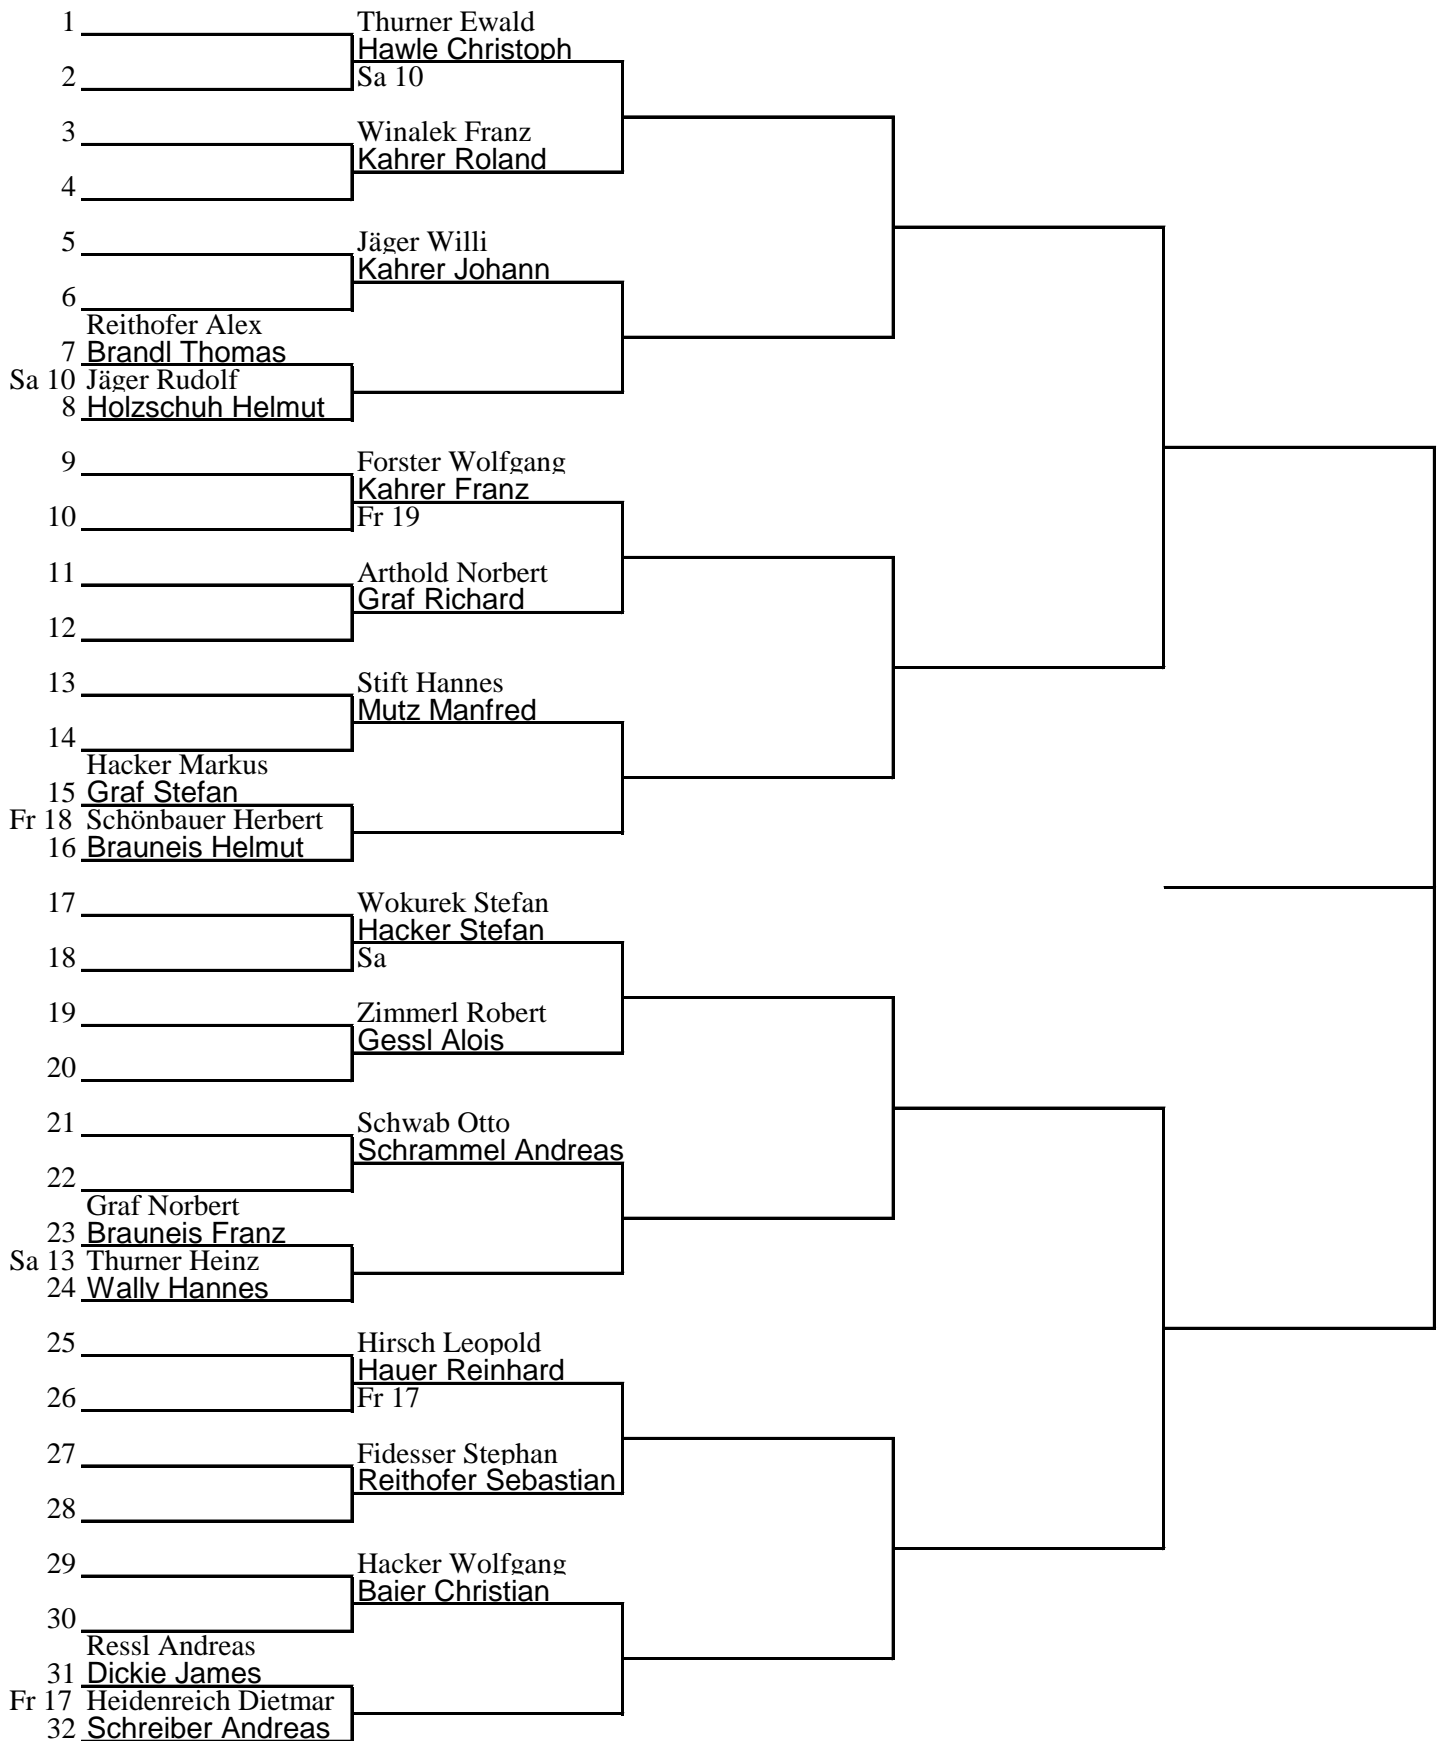 1
Thurner Ewald
Hawle Christoph
2
Sa 10
3
Winalek Franz
Kahrer Roland
4
5
Jäger Willi
Kahrer Johann
6
Reithofer Alex
7 Brandl Thomas
Sa 10 Jäger Rudolf
8 Holzschuh Helmut
9
Forster Wolfgang
Kahrer Franz
10
Fr 19
11
Arthold Norbert
Graf Richard
12
13
Stift Hannes
Mutz Manfred
14
Hacker Markus
15 Graf Stefan
Fr 18 Schönbauer Herbert
16 Brauneis Helmut
17
Wokurek Stefan
Hacker Stefan
18
Sa
19
Zimmerl Robert
Gessl Alois
20
21
Schwab Otto
Schrammel Andreas
22
Graf Norbert
23 Brauneis Franz
Sa 13 Thurner Heinz
24 Wally Hannes
25
Hirsch Leopold
Hauer Reinhard
26
Fr 17
27
Fidesser Stephan
Reithofer Sebastian
28
29
Hacker Wolfgang
Baier Christian
30
Ressl Andreas
31 Dickie James
Fr 17 Heidenreich Dietmar
32 Schreiber Andreas